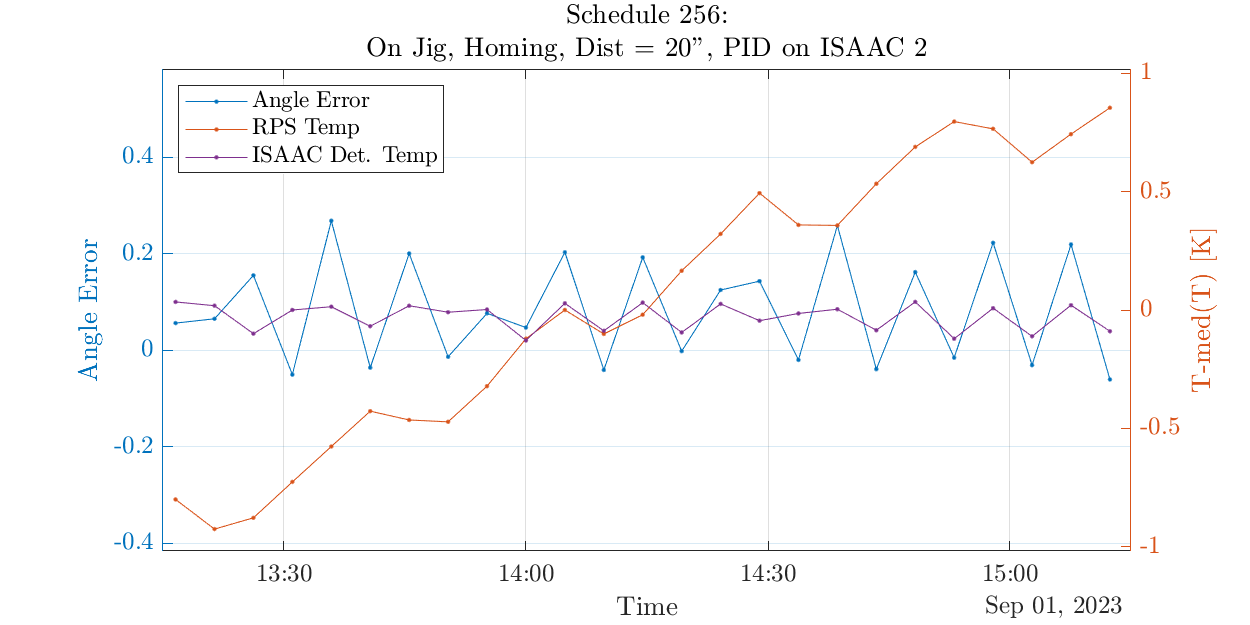 Schedule 256:
On Jig, Homing, Dist = 20", PID on ISAAC 2
Angle Error
RPS Temp
ISAAC Det. Temp
Angle Error
0.4
0.2
0
-0.2
-0.4
1
0.5
0
-0.5
-1
T-med(T) [K]
13:30
14:00
14:30
15:00
Time
Sep 01, 2023